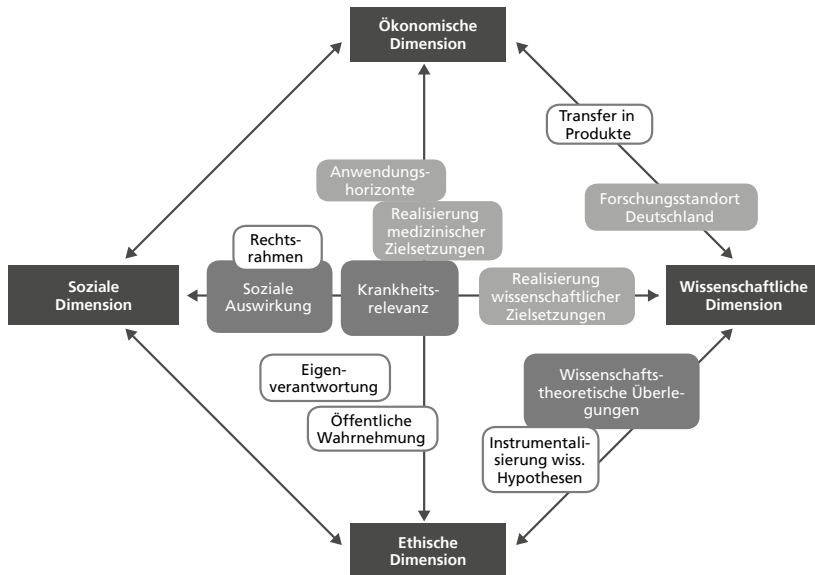 Ökonomische
Dimension
Transfer in
Produkte
Anwendungs-
horizonte
Forschungsstandort
Deutschland
Realisierung
medizinischer
Zielsetzungen
Rechts-
rahmen
Soziale
Dimension
Soziale
Auswirkung
Krankheits-
relevanz
Realisierung
wissenschaftlicher
Zielsetzungen
Wissenschaftliche
Dimension
Eigen-
verantwortung
Wissenschafts-
theoretische Überle-
gungen
Öffentliche
Wahrnehmung
Instrumentali-
sierung wiss.
Hypothesen
Ethische
Dimension